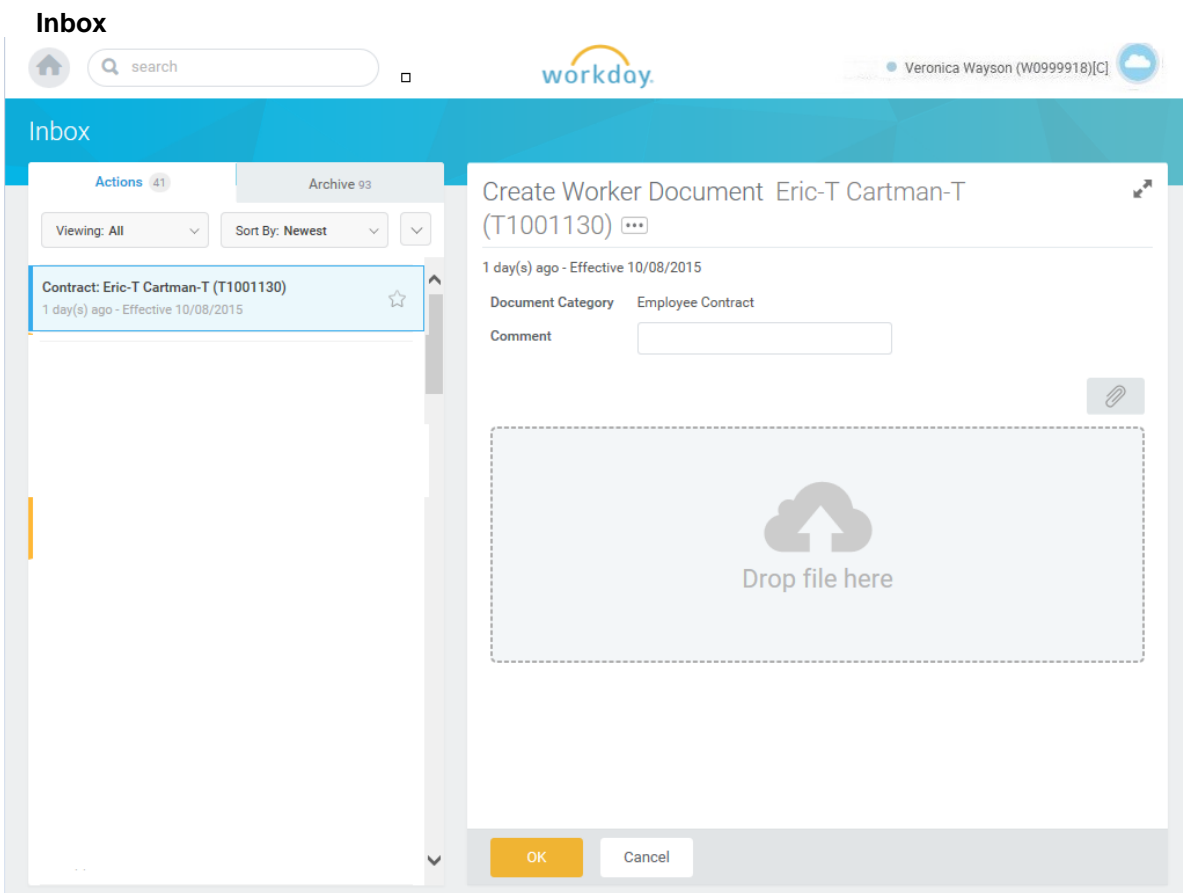 Inbox
search
workday.
Veronica Wayson (W0999918)[C]
Inbox
Actions 41
Archive 93
Viewing: All
Sort By: Newest
Contract: Eric-T Cartman-T (T1001130)
1 day(s) ago - Effective 10/08/2015
Create Worker Document Eric-T Cartman-T
(T1001130)
1 day(s) ago - Effective 10/08/2015
Document Category Employee Contract
Comment
Drop file here
OK
Cancel